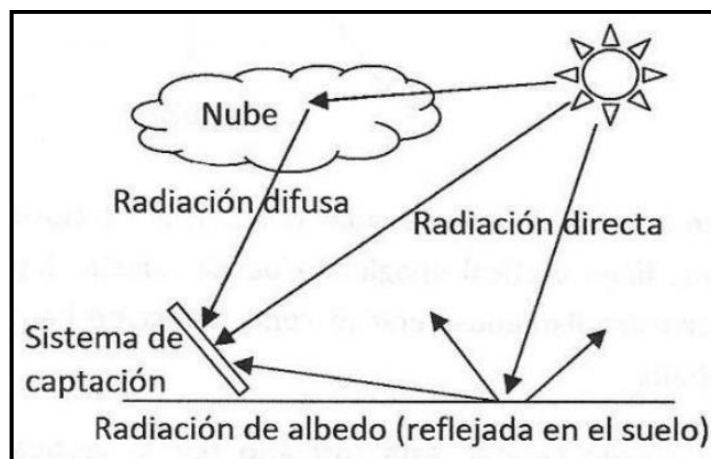 Nube
Radiación difusa
Radiación directa
Sistema de
captación
Radiación de albedo (reflejada en el suelo)